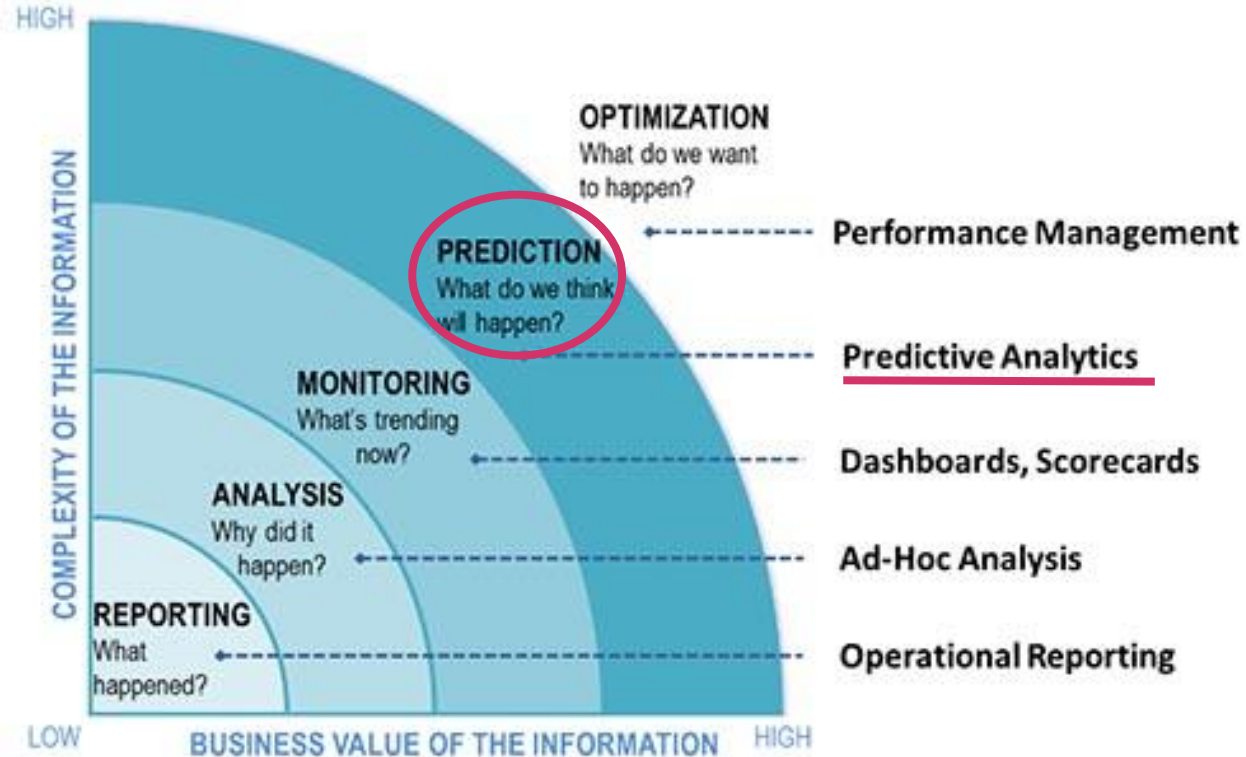 HIGH
COMPLEXITY OF THE INFORMATION
OPTIMIZATION
What do we want
to happen?
Performance Management
PREDICTION
What do we think
will happen?
Predictive Analytics
MONITORING
What's trending
now?
Dashboards, Scorecards
ANALYSIS
Why did it
happen?
Ad-Hoc Analysis
REPORTING
What
happened?
Operational Reporting
LOW
BUSINESS VALUE OF THE INFORMATION
HIGH